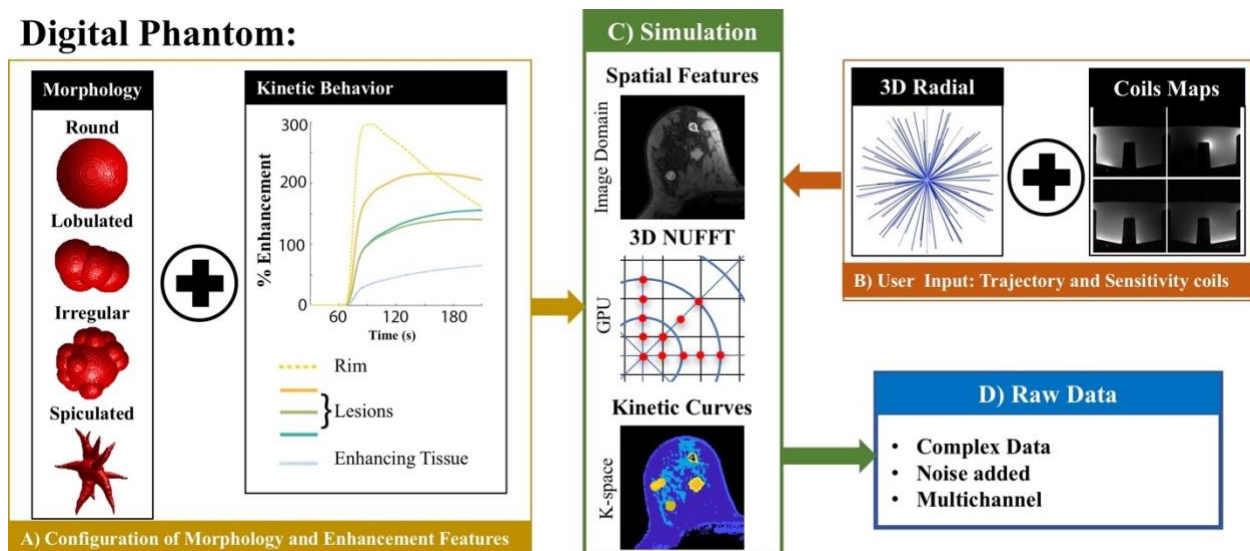 Digital Phantom:
Morphology
Round
Lobulated
Irregular
Spiculated
Kinetic Behavior
% Enhancement
300
200
100
0
60
120
180
Time (s)
Rim
Lesions
Enhancing Tissue
A) Configuration of Morphology and Enhancement Features
C) Simulation
Spatial Features
Image Domain
3D NUFFT
GPU
Kinetic Curves
K-space
3D Radial
Coils Maps
B) User Input: Trajectory and Sensitivity coils
D) Raw Data
• Complex Data
• Noise added
• Multichannel